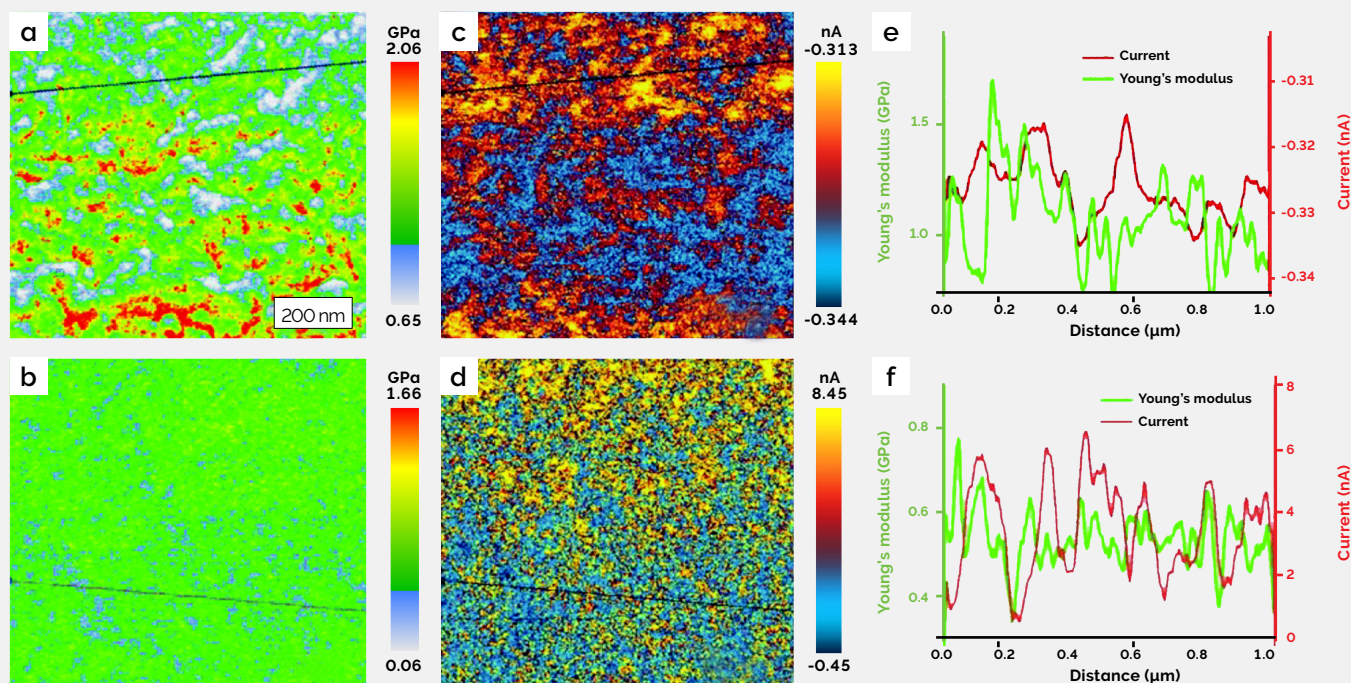 a
GPa
2.06
0.65
200 nm
c
nA
-0.313
-0.344
e
Current
Young's modulus
Young's modulus (GPa)
1.5
1.0
Current (nA)
-0.31
-0.32
-0.33
-0.34
0.0 0.2 0.4 0.6 0.8 1.0
Distance (µm)
b
GPa
1.66
0.06
d
nA
8.45
-0.45
f
Young's modulus
Current
Young's modulus (GPa)
0.8
0.6
0.4
Current (nA)
8
6
4
2
0
0.0 0.2 0.4 0.6 0.8 1.0
Distance (µm)